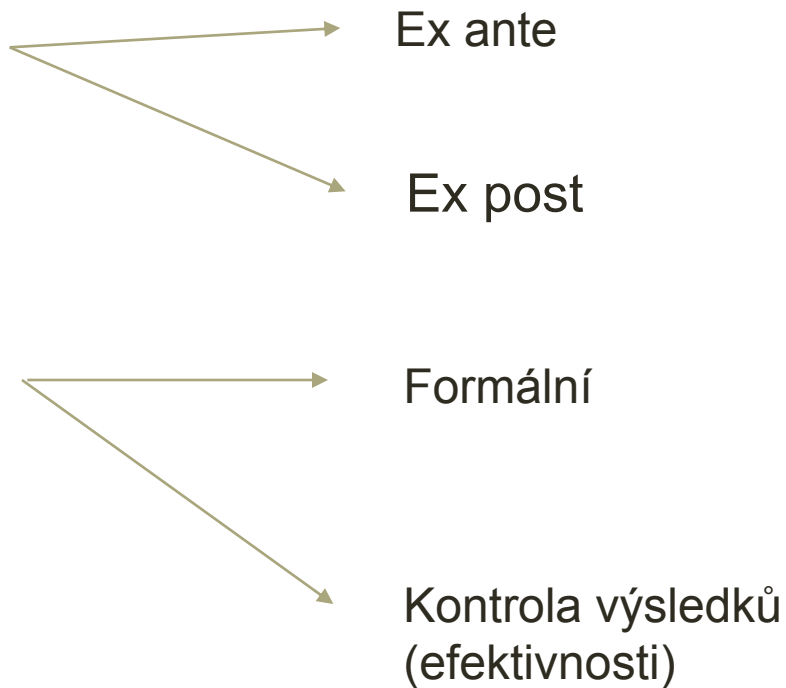 Ex ante
Ex post
Formální
Kontrola výsledků
(efektivnosti)